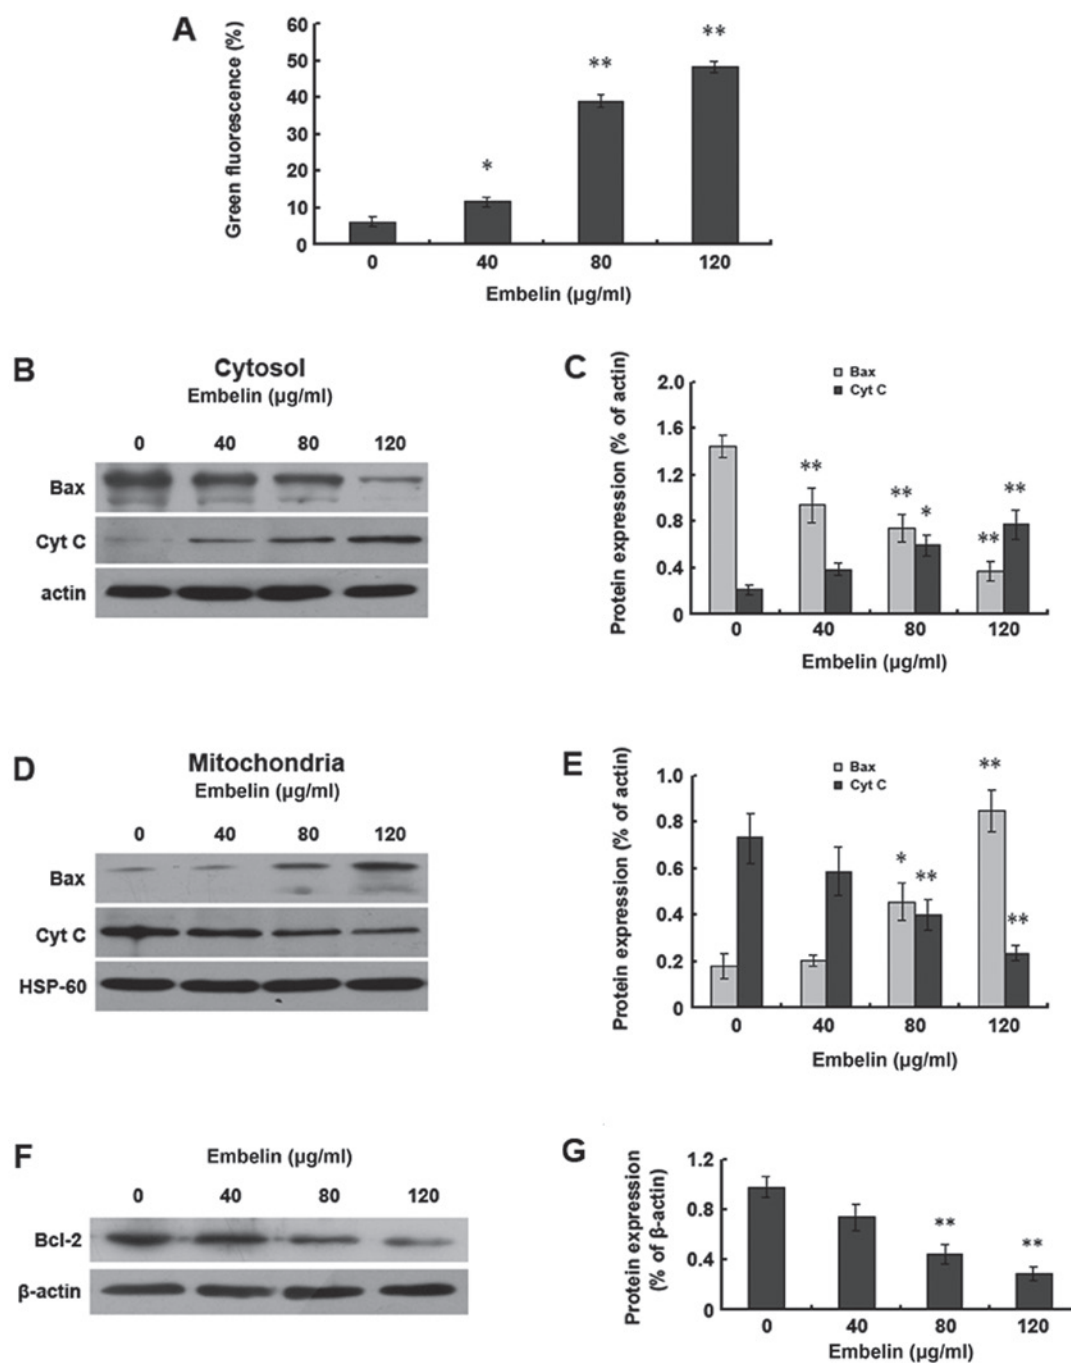 A
Green fluorescence (%)
60
50
40
30
20
10
0
*
**
**
0 40 80 120
Embelin (µg/ml)
B
Cytosol
Embelin (µg/ml)
0 40 80 120
Bax
Cyt C
actin
C
Protein expression (% of actin)
Bax
Cyt C
2.0
1.6
1.2
0.8
0.4
0
**
**
*
**
**
0 40 80 120
Embelin (µg/ml)
D
Mitochondria
Embelin (µg/ml)
0 40 80 120
Bax
Cyt C
HSP-60
E
Protein expression (% of actin)
Bax
Cyt C
1.0
0.8
0.6
0.4
0.2
0
*
**
**
**
0 40 80 120
Embelin (µg/ml)
F
Embelin (µg/ml)
0 40 80 120
Bcl-2
β-actin
G
Protein expression
(% of β-actin)
1.2
0.8
0.4
0
**
**
0 40 80 120
Embelin (µg/ml)